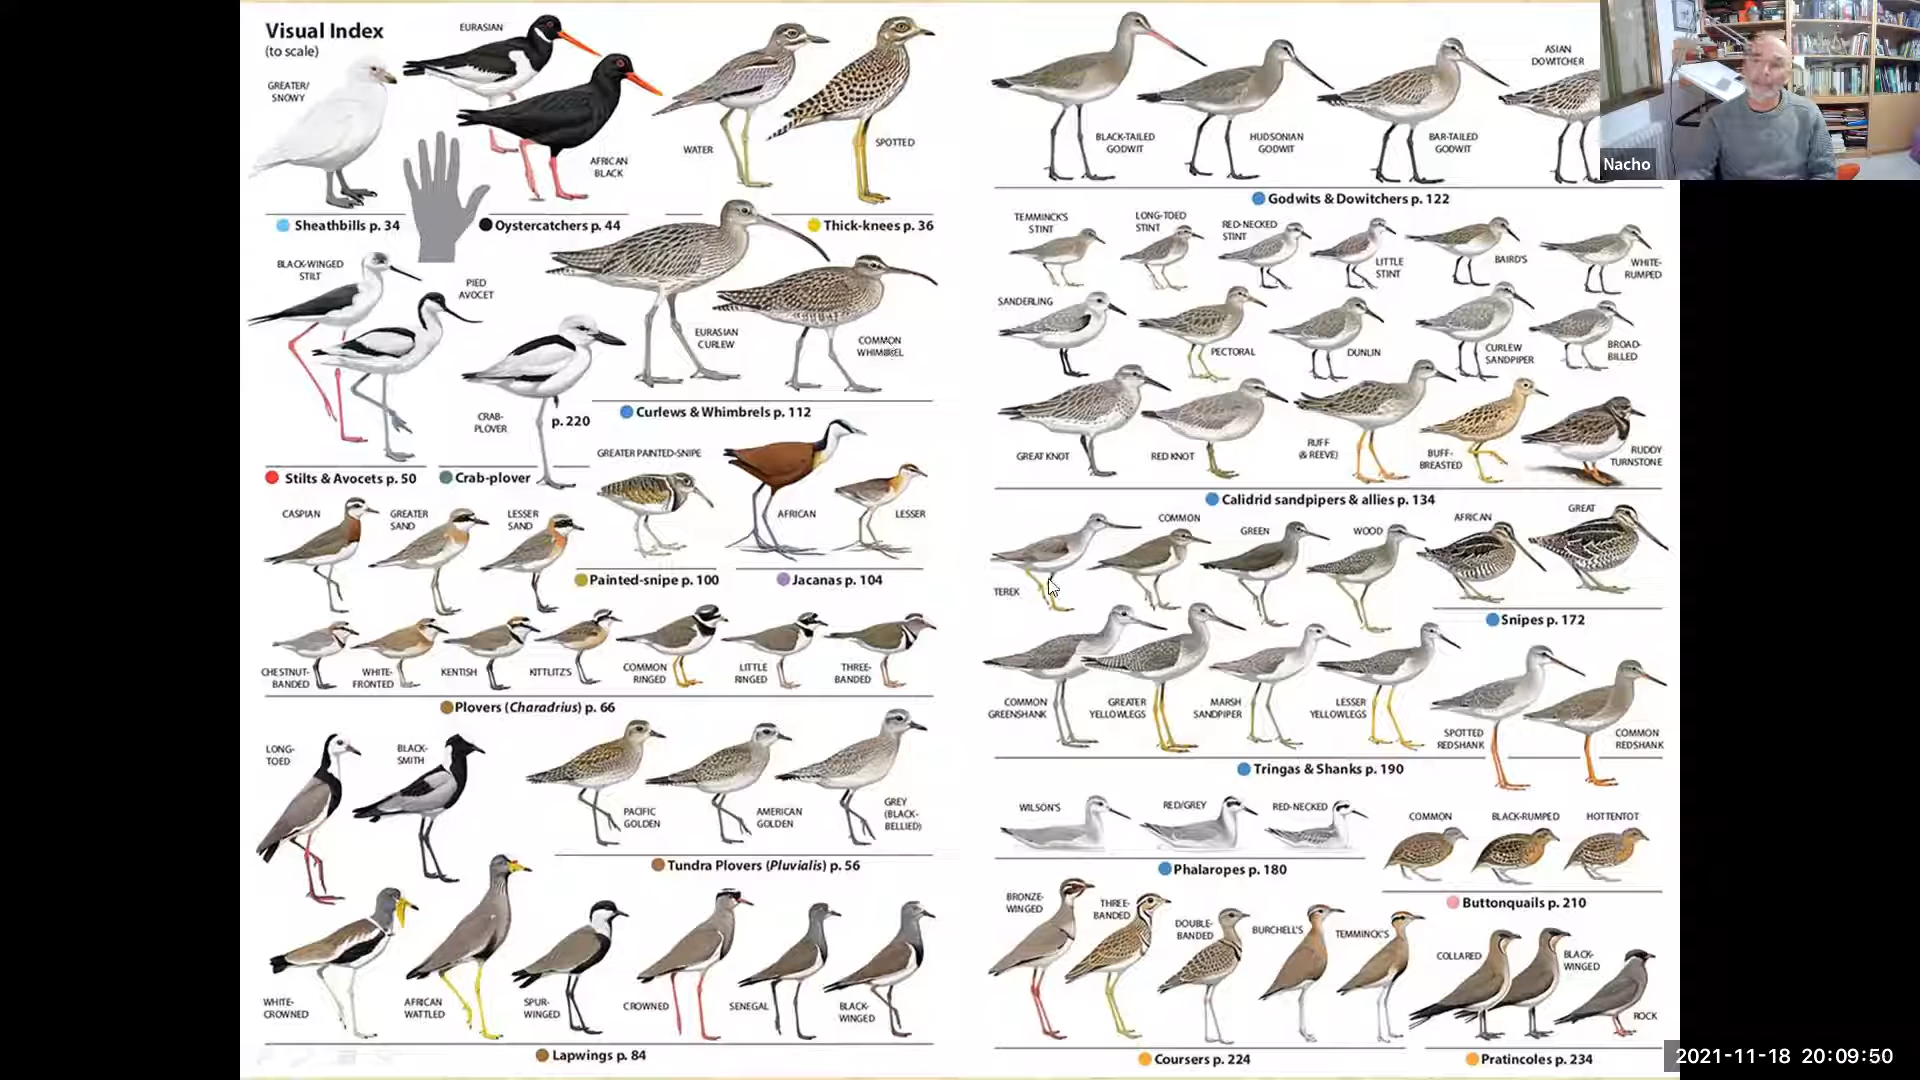 Visual Index
(to scale)
GREATER/
SNOWY
EURASIAN
AFRICAN
BLACK
WATER
SPOTTED
Sheathbills p. 34
Oystercatchers p. 44
Thick-knees p. 36
BLACK-WINGED
STILT
PIED
AVOCET
CRAB-
PLOVER
p. 220
EURASIAN
CURLEW
COMMON
WHIMBREL
Curlews & Whimbrels p. 112
Stilts & Avocets p. 50
Crab-plover
GREATER PAINTED-SNIPE
AFRICAN
LESSER
Painted-snipe p. 100
Jacanas p. 104
CASPIAN
GREATER
SAND
LESSER
SAND
CHESTNUT-
BANDED
WHITE-
FRONTED
KENTISH
KITTLITZ'S
COMMON
RINGED
LITTLE
RINGED
THREE-
BANDED
Plovers (Charadrius) p. 66
LONG-
TOED
BLACK-
SMITH
PACIFIC
GOLDEN
AMERICAN
GOLDEN
GREY
(BLACK-
BELLIED)
Tundra Plovers (Pluvialis) p. 56
WHITE-
CROWNED
AFRICAN
WATTLED
SPUR-
WINGED
CROWNED
SENEGAL
BLACK-
WINGED
Lapwings p. 84
BLACK-TAILED
GODWIT
HUDSONIAN
GODWIT
BAR-TAILED
GODWIT
ASIAN
DOWITCHER
Godwits & Dowitchers p. 122
TEMMINCK'S
STINT
LONG-TOED
STINT
RED-NECKED
STINT
LITTLE
STINT
BAIRD'S
WHITE-
RUMPED
SANDERLING
PECTORAL
DUNLIN
CURLEW
SANDPIPER
BROAD-
BILLED
GREAT KNOT
RED KNOT
RUFF
(& REEVE)
BUFF-
BREASTED
RUDDY
TURNSTONE
Calidrid sandpipers & allies p. 134
TEREK
COMMON
GREEN
WOOD
AFRICAN
GREAT
Snipes p. 172
COMMON
GREENSHANK
GREATER
YELLOWLEGS
MARSH
SANDPIPER
LESSER
YELLOWLEGS
SPOTTED
REDSHANK
COMMON
REDSHANK
Tringas & Shanks p. 190
WILSON'S
RED/GREY
RED-NECKED
Phalaropes p. 180
COMMON
BLACK-RUMPED
HOTTENTOT
Buttonquails p. 210
BRONZE-
WINGED
THREE-
BANDED
DOUBLE-
BANDED
BURCHELL'S
TEMMINCK'S
Coursers p. 224
COLLARED
BLACK-
WINGED
ROCK
Pratincoles p. 234
Nacho
2021-11-18 20:09:50